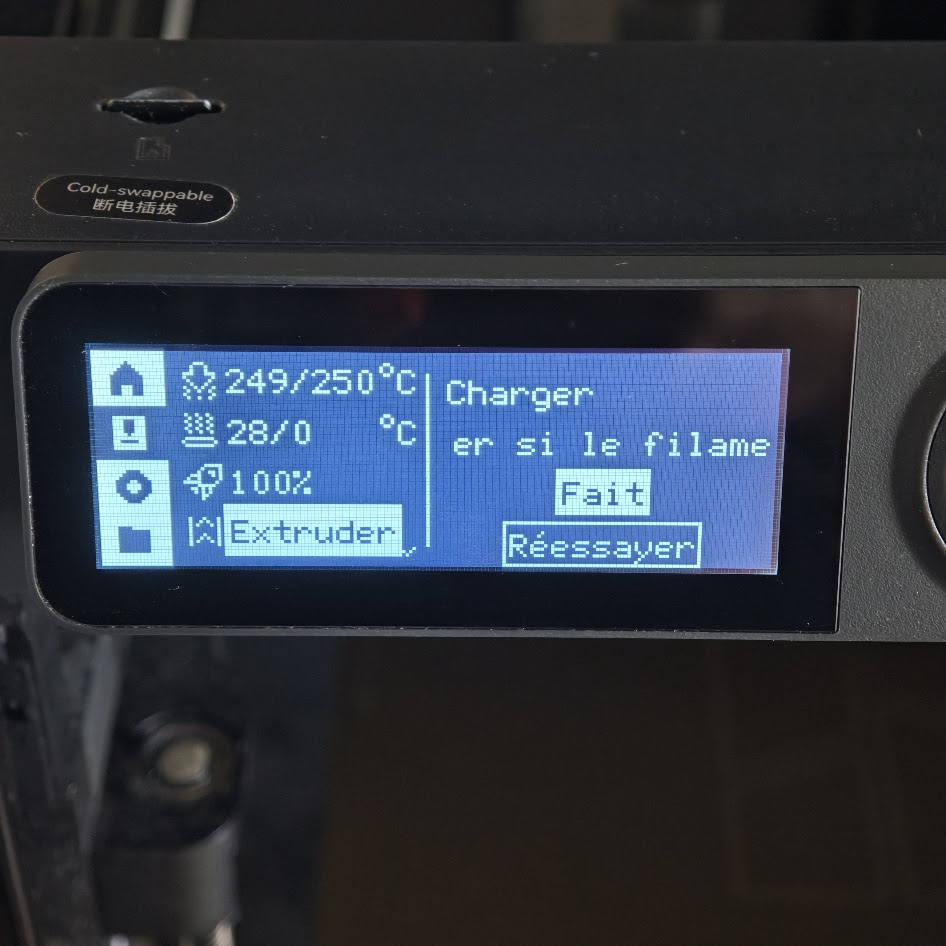 Cold-swappable
断电插拔
249/250°C
28/0 °C
100%
Extruder
Charger
er si le filame
Fait
Réessayer